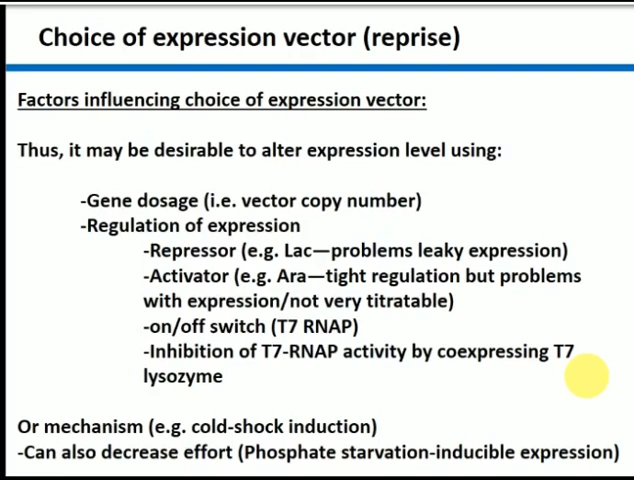 Choice of expression vector (reprise)
Factors influencing choice of expression vector:
Thus, it may be desirable to alter expression level using:
-Gene dosage (i.e. vector copy number)
-Regulation of expression
-Repressor (e.g. Lac—problems leaky expression)
-Activator (e.g. Ara—tight regulation but problems
with expression/not very titratable)
-on/off switch (T7 RNAP)
-Inhibition of T7-RNAP activity by coexpressing T7
lysozyme
Or mechanism (e.g. cold-shock induction)
-Can also decrease effort (Phosphate starvation-inducible expression)